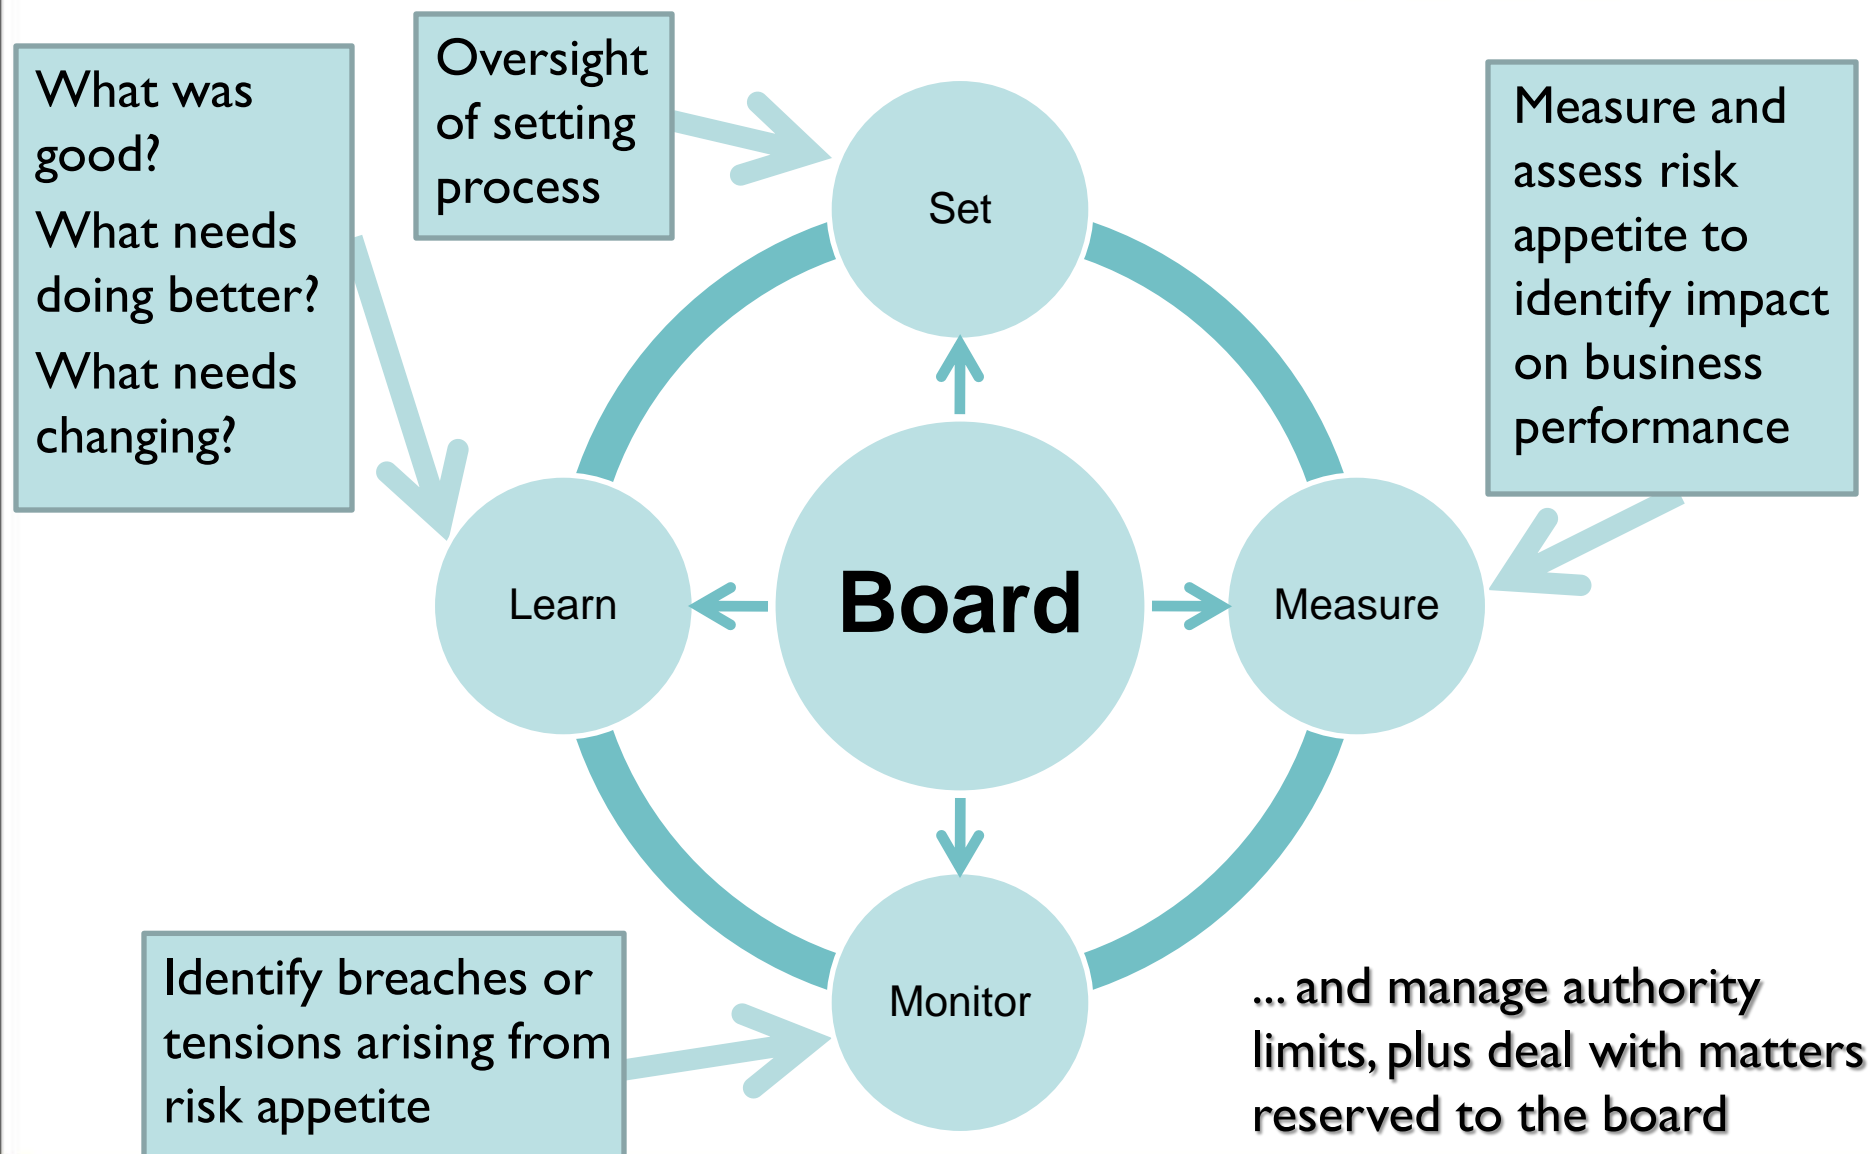 What was
good?
What needs
doing better?
What needs
changing?
Oversight
of setting
process
Set
Measure and
assess risk
appetite to
identify impact
on business
performance
Learn
Board
Measure
Monitor
Identify breaches or
tensions arising from
risk appetite
... and manage authority
limits, plus deal with matters
reserved to the board